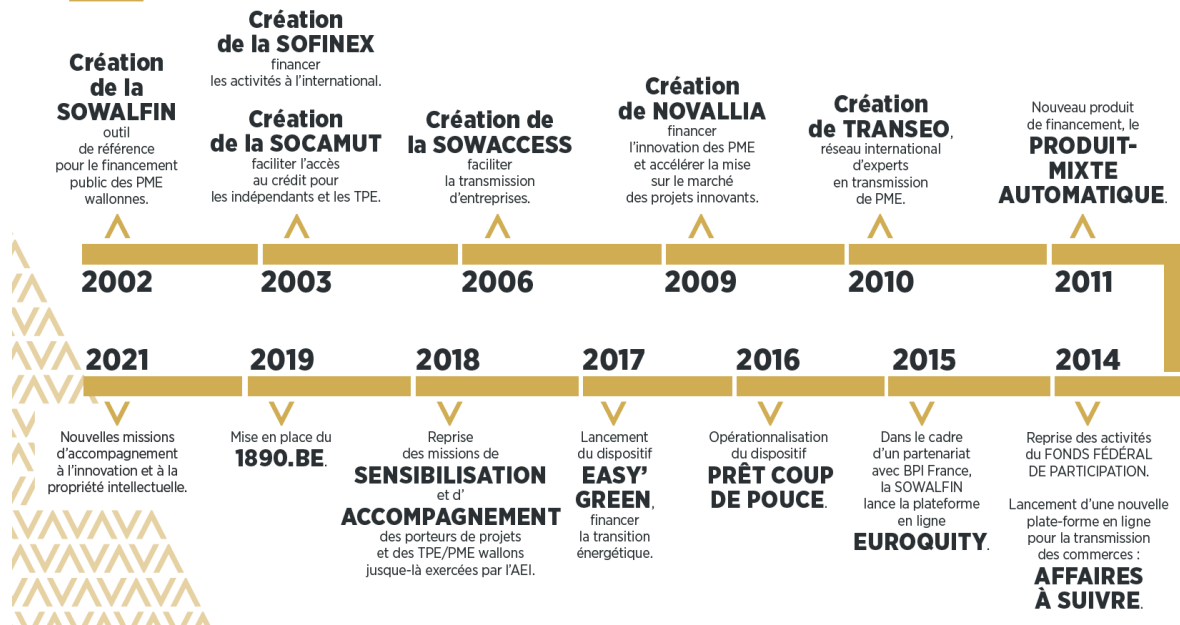 Création
de la
SOWALFIN
outil
de référence
pour le financement
public des PME
wallonnes.
2002
Création
de la SOFINEX
financer
les activités à l'international.
Création
de la SOCAMUT
faciliter l'accès
au crédit pour
les indépendants et les TPE.
2003
Création de
la SOWACCESS
faciliter
la transmission
d'entreprises.
2006
Création
de NOVALLIA
financer
l'innovation des PME
et accélérer la mise
sur le marché
des projets innovants.
2009
Création
de TRANSEO,
réseau international
d'experts
en transmission
de PME.
2010
Nouveau produit
de financement, le
PRODUIT-
MIXTE
AUTOMATIQUE.
2011
2021
Nouvelles missions
d'accompagnement
à l'innovation et à la
propriété intellectuelle.
2019
Mise en place du
1890.BE.
2018
Reprise
des missions de
SENSIBILISATION
et d'
ACCOMPAGNEMENT
des porteurs de projets
et des TPE/PME wallons
jusque-là exercées par l'AEI.
2017
Lancement
du dispositif
EASY'
GREEN,
financer
la transition
énergétique.
2016
Opérationnalisation
du dispositif
PRÊT COUP
DE POUCE.
2015
Dans le cadre
d'un partenariat
avec BPI France,
la SOWALFIN
lance la plateforme
en ligne
EUROQUITY.
2014
Reprise des activités
du FONDS FÉDÉRAL
DE PARTICIPATION.
Lancement d'une nouvelle
plate-forme en ligne
pour la transmission
des commerces :
AFFAIRES
À SUIVRE.